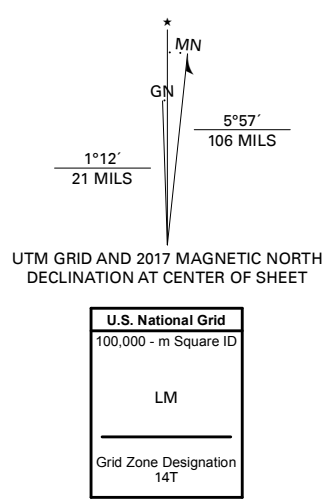 ★
MN
GN
5°57´
106 MILS
1°12´
21 MILS
UTM GRID AND 2017 MAGNETIC NORTH
DECLINATION AT CENTER OF SHEET
U.S. National Grid
100,000 - m Square ID
LM
Grid Zone Designation
14T